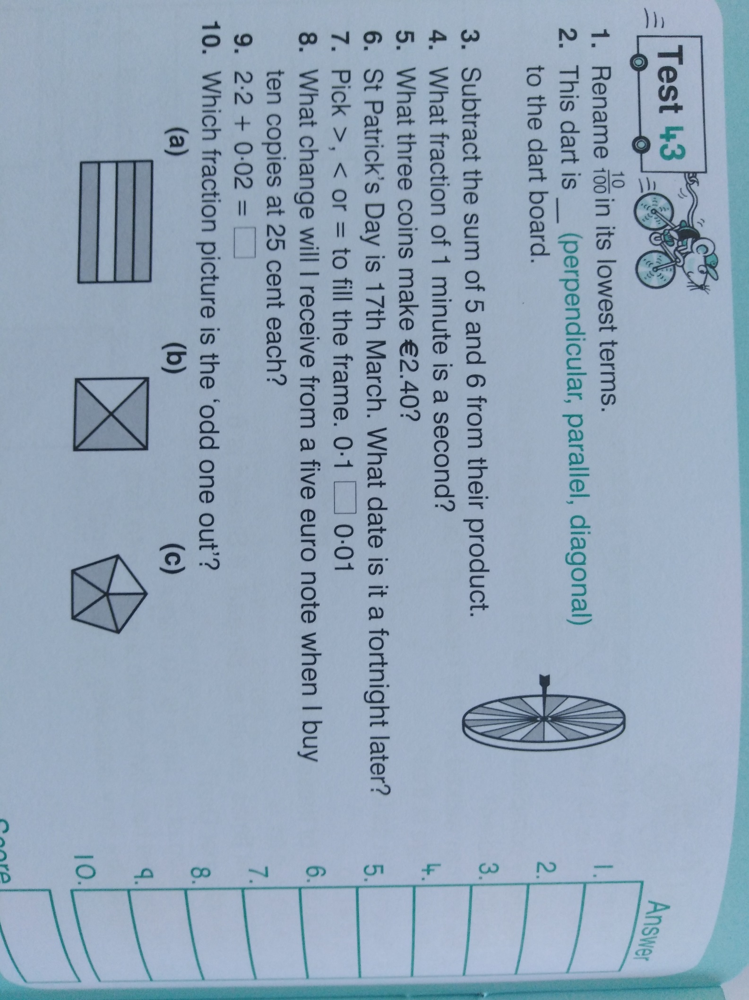 Test 43
1. Rename 10/100 in its lowest terms.
2. This dart is __ (perpendicular, parallel, diagonal)
to the dart board.
3. Subtract the sum of 5 and 6 from their product.
4. What fraction of 1 minute is a second?
5. What three coins make €2.40?
6. St Patrick's Day is 17th March. What date is it a fortnight later?
7. Pick >, < or = to fill the frame. 0·1 □ 0·01
8. What change will I receive from a five euro note when I buy
ten copies at 25 cent each?
9. 2·2 + 0·02 = □
10. Which fraction picture is the 'odd one out'?
(a) (b) (c)
Answer
1.
2.
3.
4.
5.
6.
7.
8.
9.
10.
Score